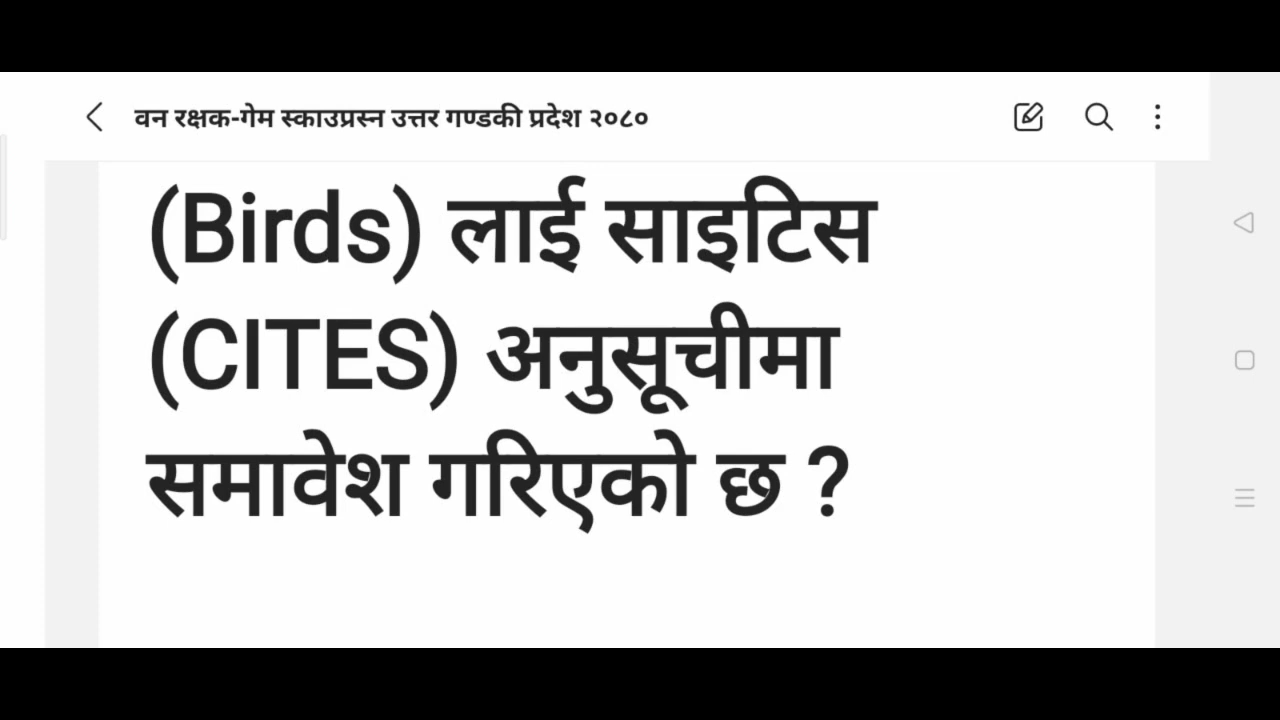 वन रक्षक-गेम स्काउप्रस्न उत्तर गण्डकी प्रदेश २०८०
(Birds) लाई साइटिस
(CITES) अनुसूचीमा
समावेश गरिएको छ ?